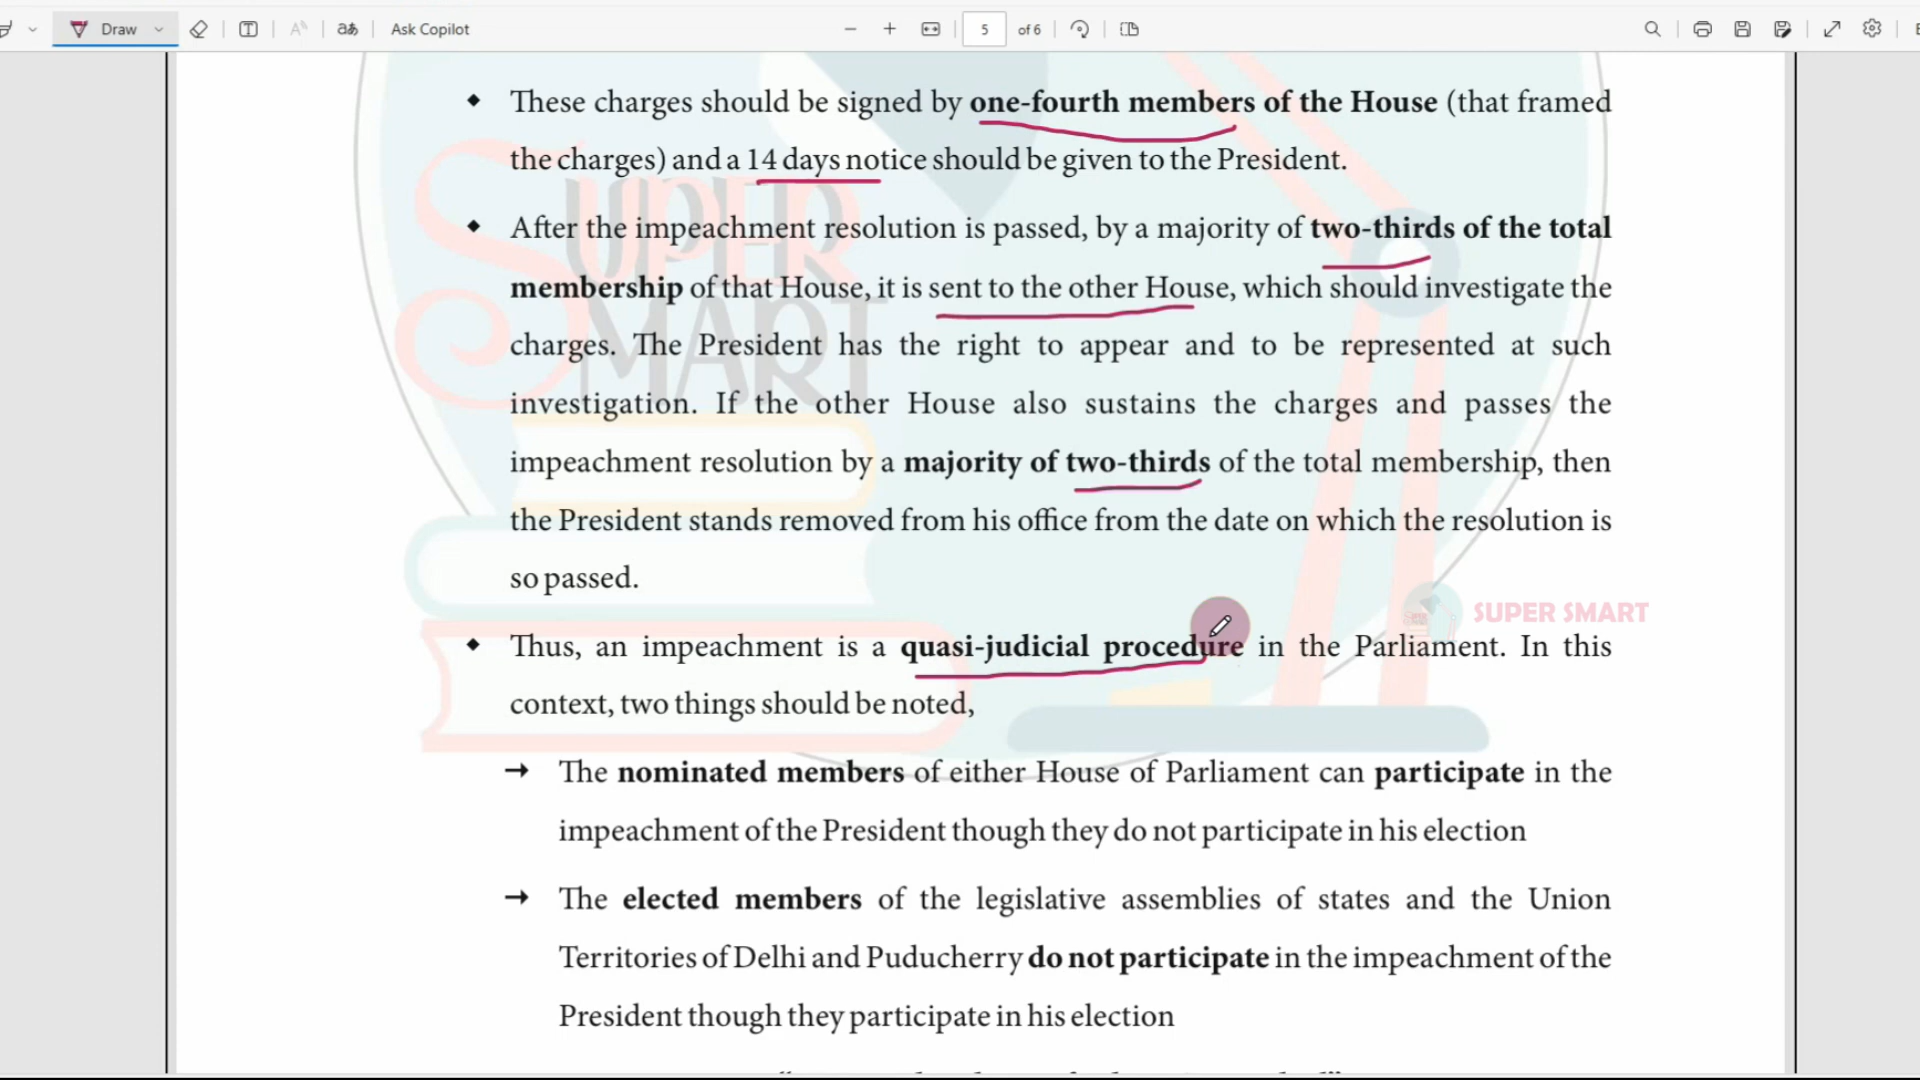 Draw
Ask Copilot
5 of 6
◆ These charges should be signed by one-fourth members of the House (that framed
the charges) and a 14 days notice should be given to the President.
◆ After the impeachment resolution is passed, by a majority of two-thirds of the total
membership of that House, it is sent to the other House, which should investigate the
charges. The President has the right to appear and to be represented at such
investigation. If the other House also sustains the charges and passes the
impeachment resolution by a majority of two-thirds of the total membership, then
the President stands removed from his office from the date on which the resolution is
so passed.
SUPER SMART
◆ Thus, an impeachment is a quasi-judicial procedure in the Parliament. In this
context, two things should be noted,
→ The nominated members of either House of Parliament can participate in the
impeachment of the President though they do not participate in his election
→ The elected members of the legislative assemblies of states and the Union
Territories of Delhi and Puducherry do not participate in the impeachment of the
President though they participate in his election
SUPER
SMART